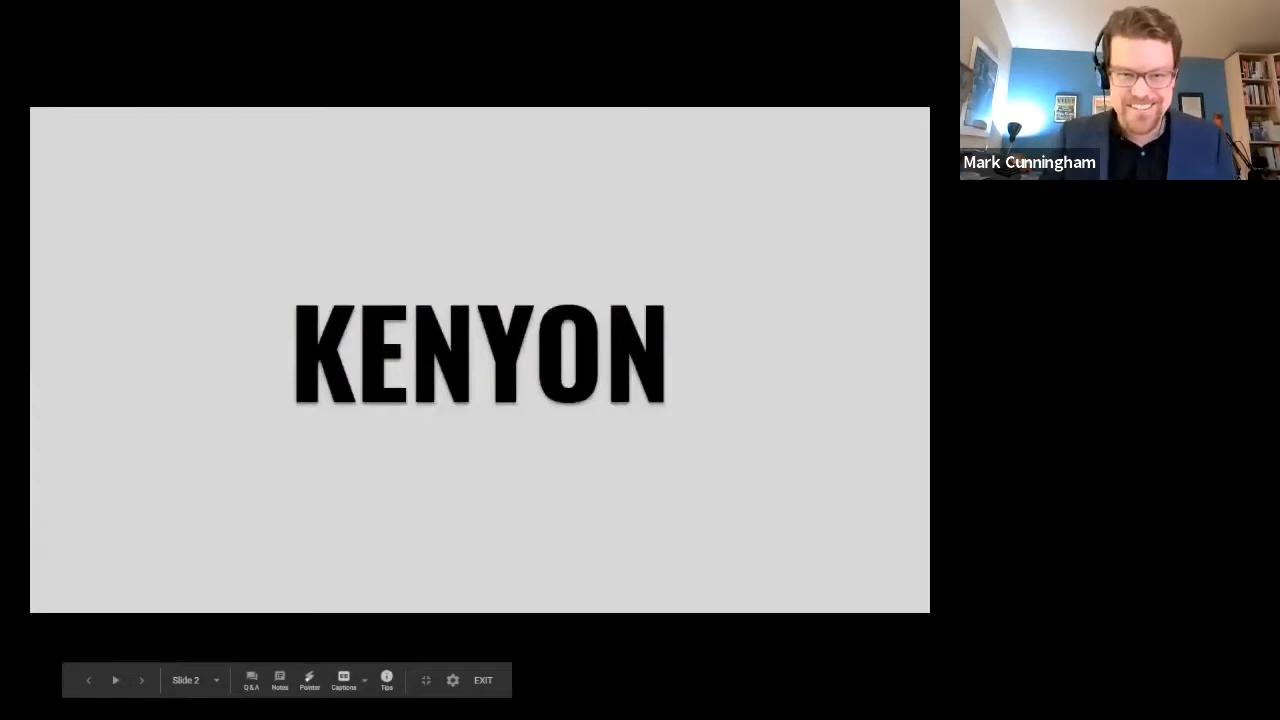 KENYON
Mark Cunningham
Slide 2
Q&A
Notes
Pointer
Captions
Tips
EXIT